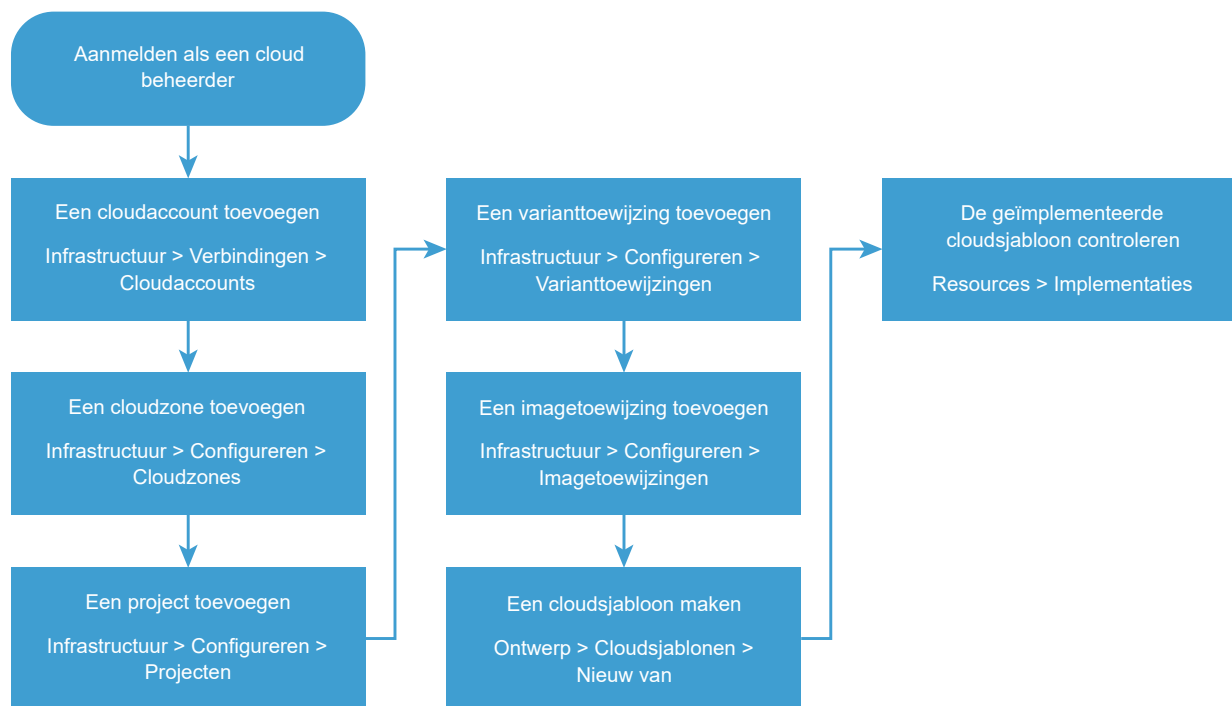 Aanmelden als een cloud
beheerder
Een cloudaccount toevoegen
Infrastructuur > Verbindingen >
Cloudaccounts
Een cloudzone toevoegen
Infrastructuur > Configureren >
Cloudzones
Een project toevoegen
Infrastructuur > Configureren >
Projecten
Een varianttoewijzing toevoegen
Infrastructuur > Configureren >
Varianttoewijzingen
Een imagetoewijzing toevoegen
Infrastructuur > Configureren >
Imagetoewijzingen
Een cloudsjabloon maken
Ontwerp > Cloudsjablonen >
Nieuw van
De geïmplementeerde
cloudsjabloon controleren
Resources > Implementaties